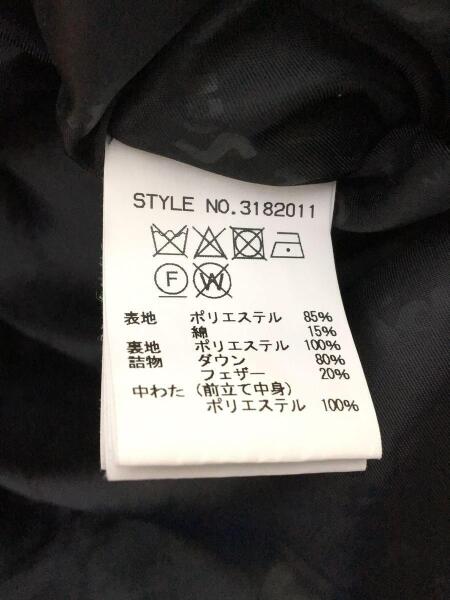 STYLE NO.3182011
F W
表地 ポリエステル 85%
綿 15%
裏地 ポリエステル 100%
詰物 ダウン 80%
フェザー 20%
中わた (前立て中身)
ポリエステル 100%